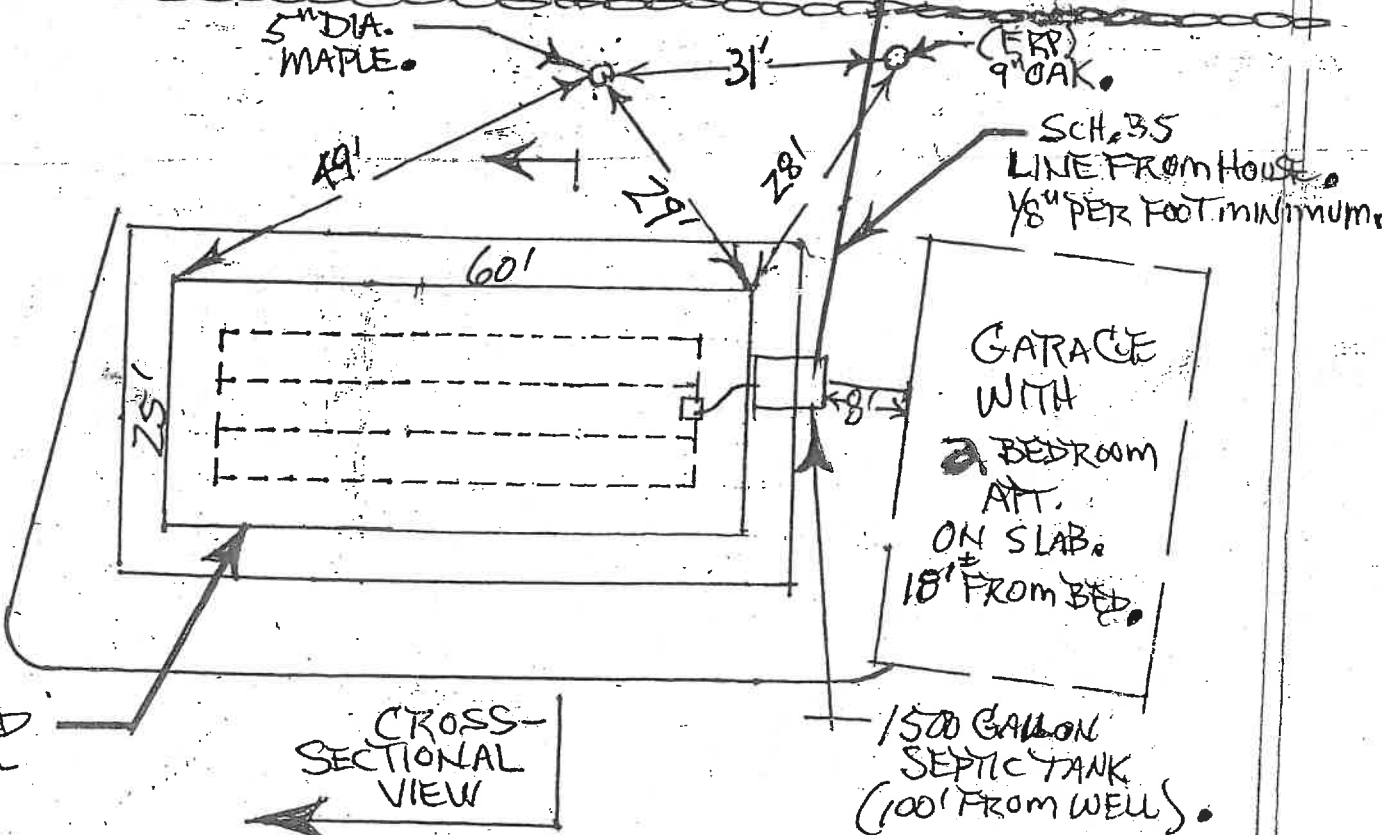 5" DIA.
MAPLE.
31'
(ERP)
9" OAK.
SCH. 35
LINE FROM HOUSE.
1/8" PER FOOT MINIMUM.
49'
29'
28'
60'
25'
8'
GARAGE
WITH
2 BEDROOM
APT.
ON SLAB.
18'± FROM BED.
CROSS-
SECTIONAL
VIEW
1500 GALLON
SEPTIC TANK
(100' FROM WELL).